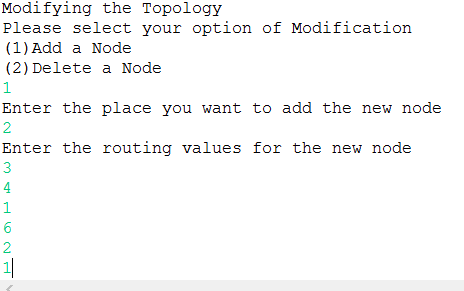 Modifying the Topology
Please select your option of Modification
(1)Add a Node
(2)Delete a Node
1
Enter the place you want to add the new node
2
Enter the routing values for the new node
3
4
1
6
2
1